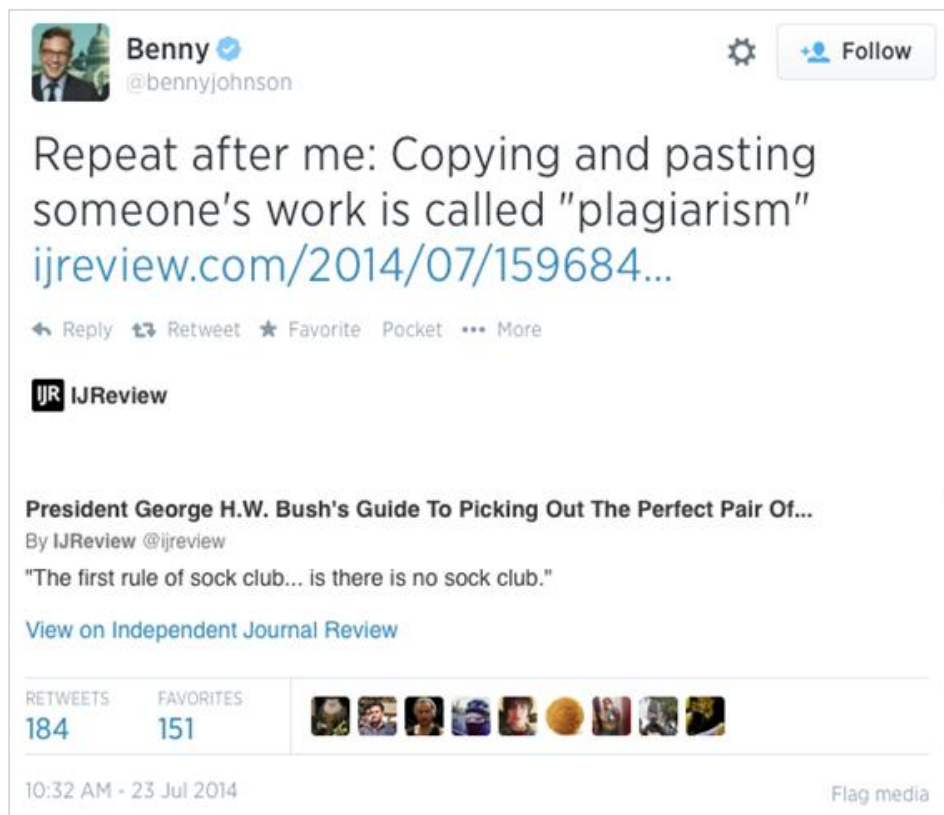 Benny
@bennyjohnson
Follow
Repeat after me: Copying and pasting
someone's work is called "plagiarism"
ijreview.com/2014/07/159684...
Reply Retweet Favorite Pocket ••• More
IJR IJReview
President George H.W. Bush's Guide To Picking Out The Perfect Pair Of...
By IJReview @ijreview
"The first rule of sock club... is there is no sock club."
View on Independent Journal Review
RETWEETS FAVORITES
184 151
10:32 AM - 23 Jul 2014
Flag media